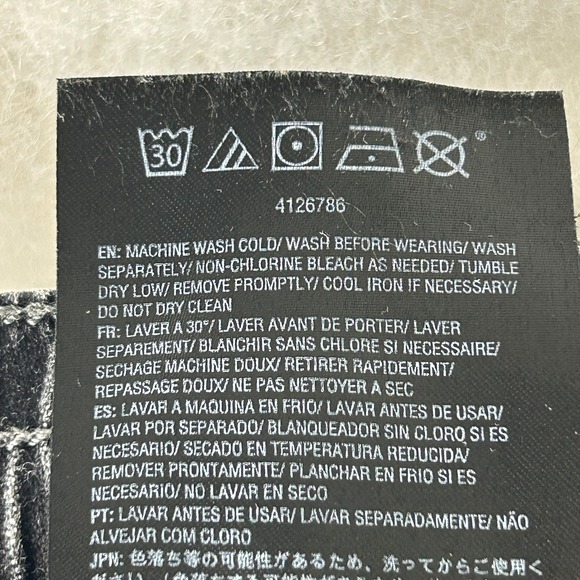 30
®
4126786
EN: MACHINE WASH COLD/ WASH BEFORE WEARING/ WASH
SEPARATELY/ NON-CHLORINE BLEACH AS NEEDED/ TUMBLE
DRY LOW/ REMOVE PROMPTLY/ COOL IRON IF NECESSARY/
DO NOT DRY CLEAN
FR: LAVER A 30°/ LAVER AVANT DE PORTER/ LAVER
SEPAREMENT/ BLANCHIR SANS CHLORE SI NECESSAIRE/
SECHAGE MACHINE DOUX/ RETIRER RAPIDEMENT/
REPASSAGE DOUX/ NE PAS NETTOYER A SEC
ES: LAVAR A MAQUINA EN FRIO/ LAVAR ANTES DE USAR/
LAVAR POR SEPARADO/ BLANQUEADOR SIN CLORO SI ES
NECESARIO/ SECADO EN TEMPERATURA REDUCIDA/
REMOVER PRONTAMENTE/ PLANCHAR EN FRIO SI ES
NECESARIO/ NO LAVAR EN SECO
PT: LAVAR ANTES DE USAR/ LAVAR SEPARADAMENTE/ NÃO
ALVEJAR COM CLORO
JPN: 色落ち等の可能性があるため、洗ってからご使用く
ださい